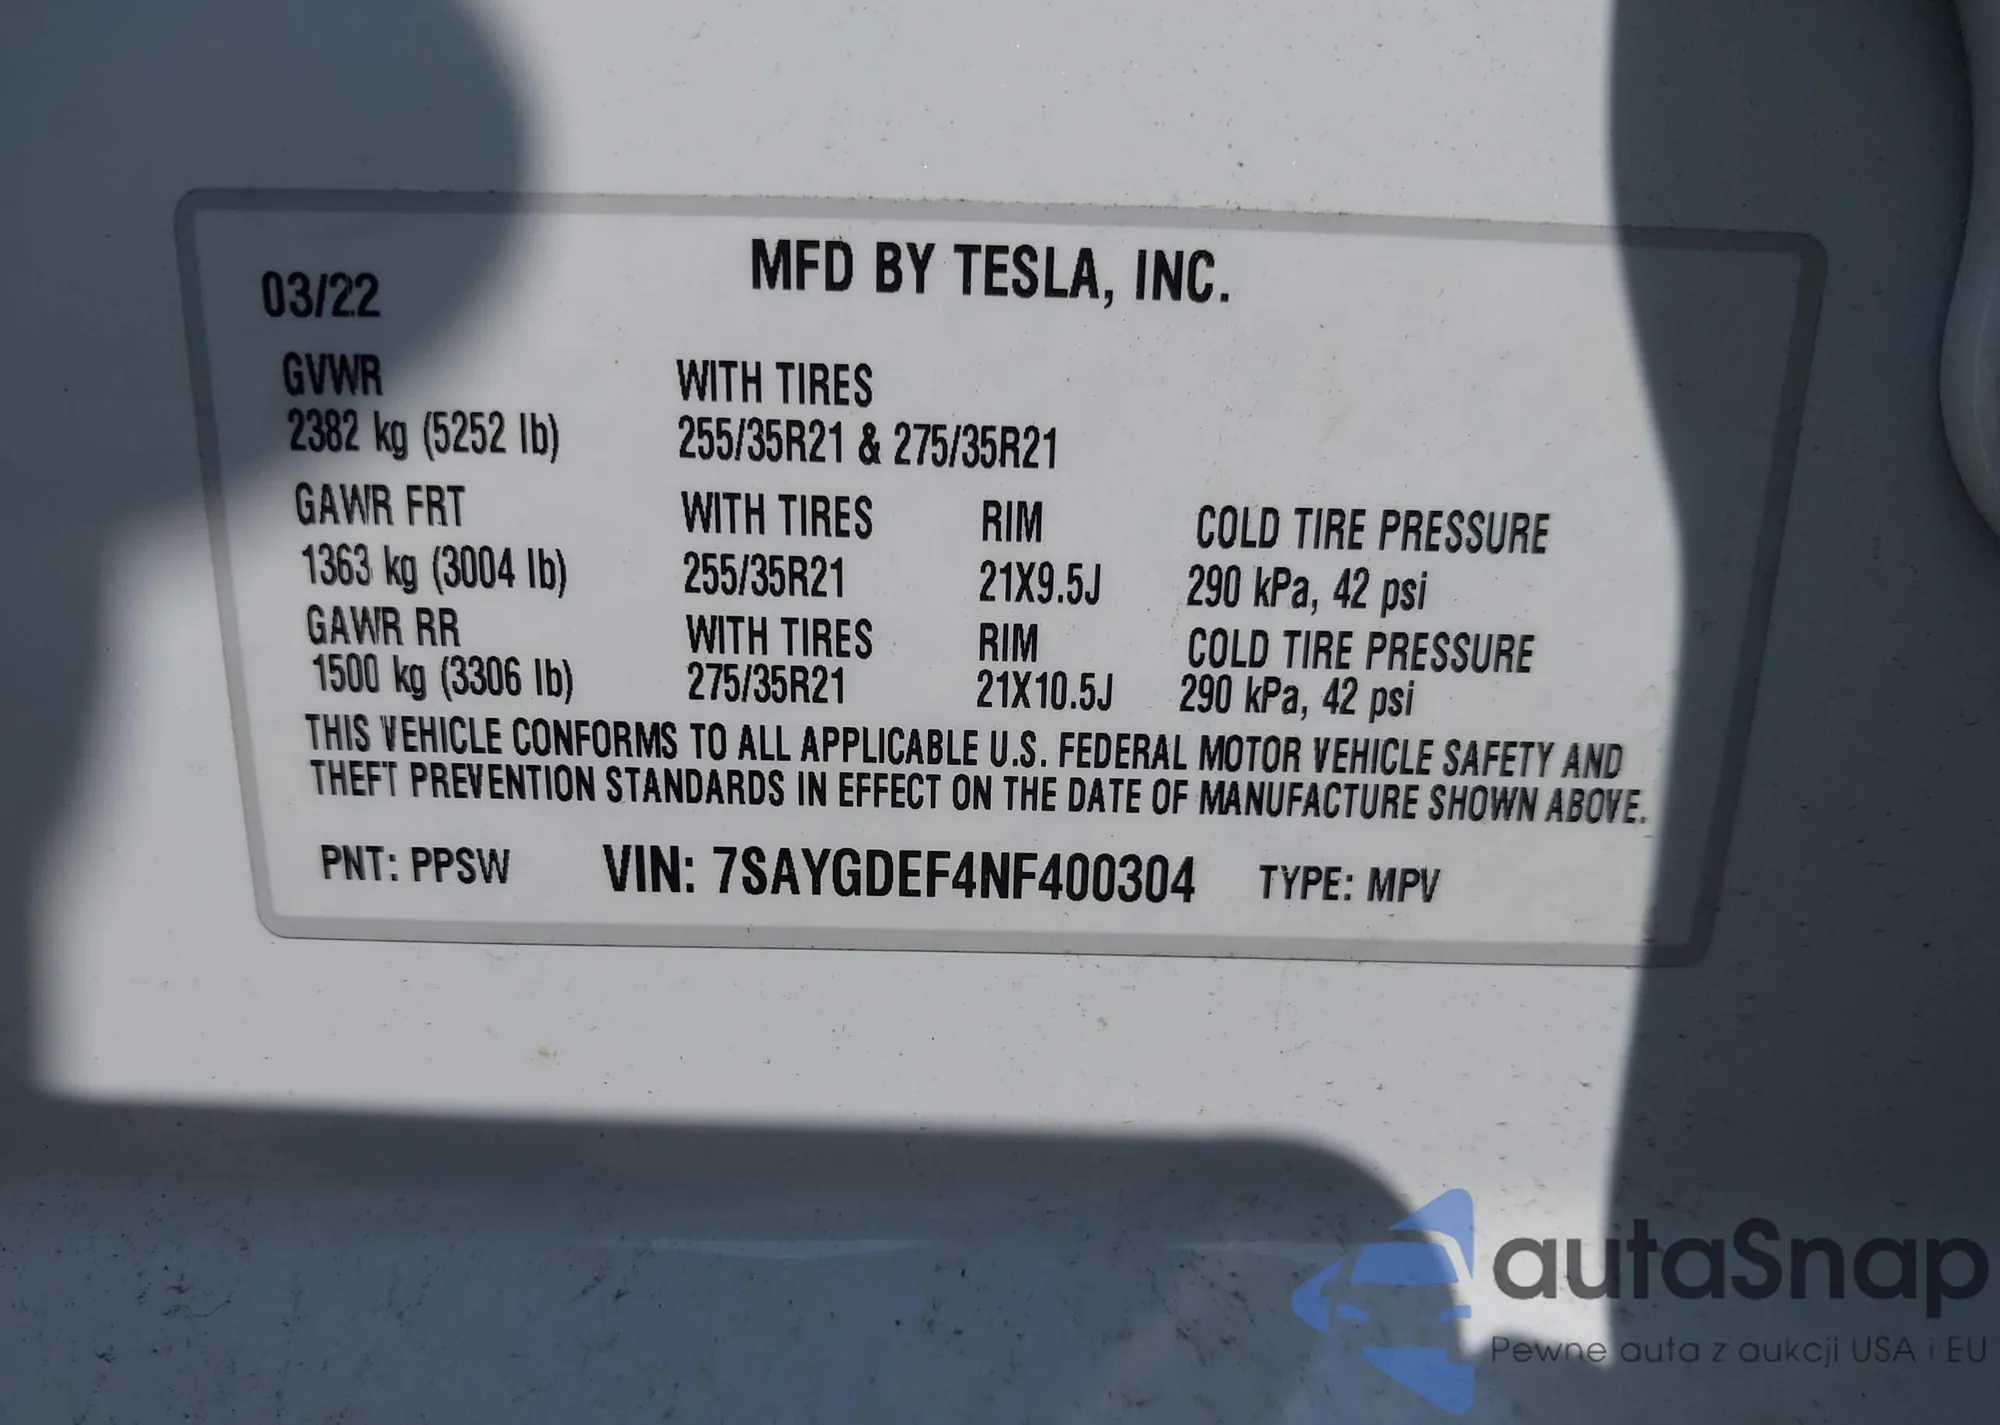 MFD BY TESLA, INC.
03/22
GVWR WITH TIRES
2382 kg (5252 lb) 255/35R21 & 275/35R21
GAWR FRT WITH TIRES RIM COLD TIRE PRESSURE
1363 kg (3004 lb) 255/35R21 21X9.5J 290 kPa, 42 psi
GAWR RR WITH TIRES RIM COLD TIRE PRESSURE
1500 kg (3306 lb) 275/35R21 21X10.5J 290 kPa, 42 psi
THIS VEHICLE CONFORMS TO ALL APPLICABLE U.S. FEDERAL MOTOR VEHICLE SAFETY AND
THEFT PREVENTION STANDARDS IN EFFECT ON THE DATE OF MANUFACTURE SHOWN ABOVE.
PNT: PPSW VIN: 7SAYGDEF4NF400304 TYPE: MPV
autaSnap
Pewne auta z aukcji USA i EU